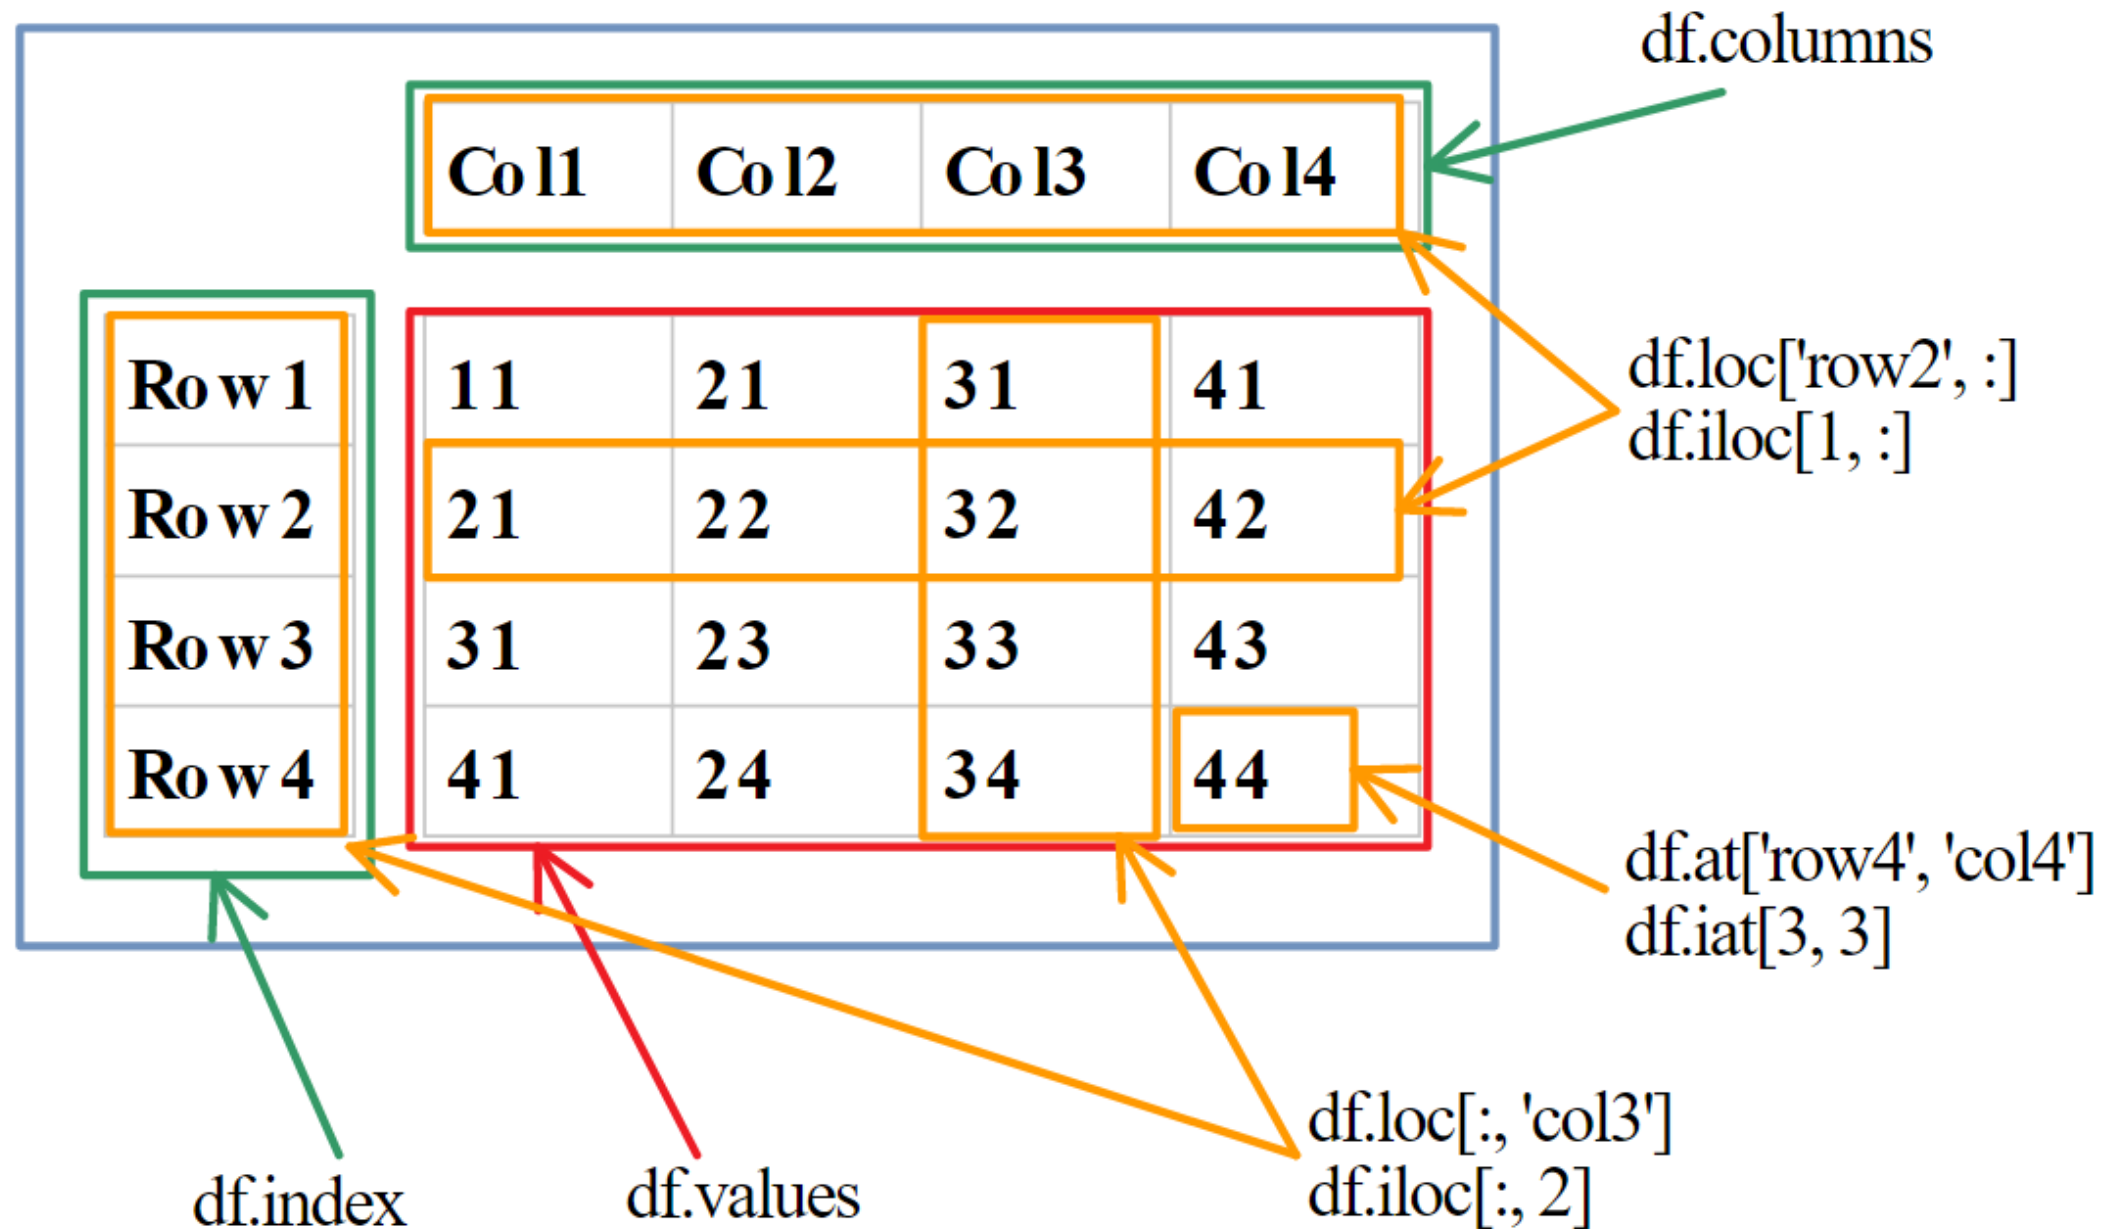 df.columns
Col1 Col2 Col3 Col4
Row1 11 21 31 41
df.loc['row2', :]
df.iloc[1, :]
Row2 21 22 32 42
Row3 31 23 33 43
Row4 41 24 34 44
df.at['row4', 'col4']
df.iat[3, 3]
df.loc[:, 'col3']
df.iloc[:, 2]
df.index
df.values